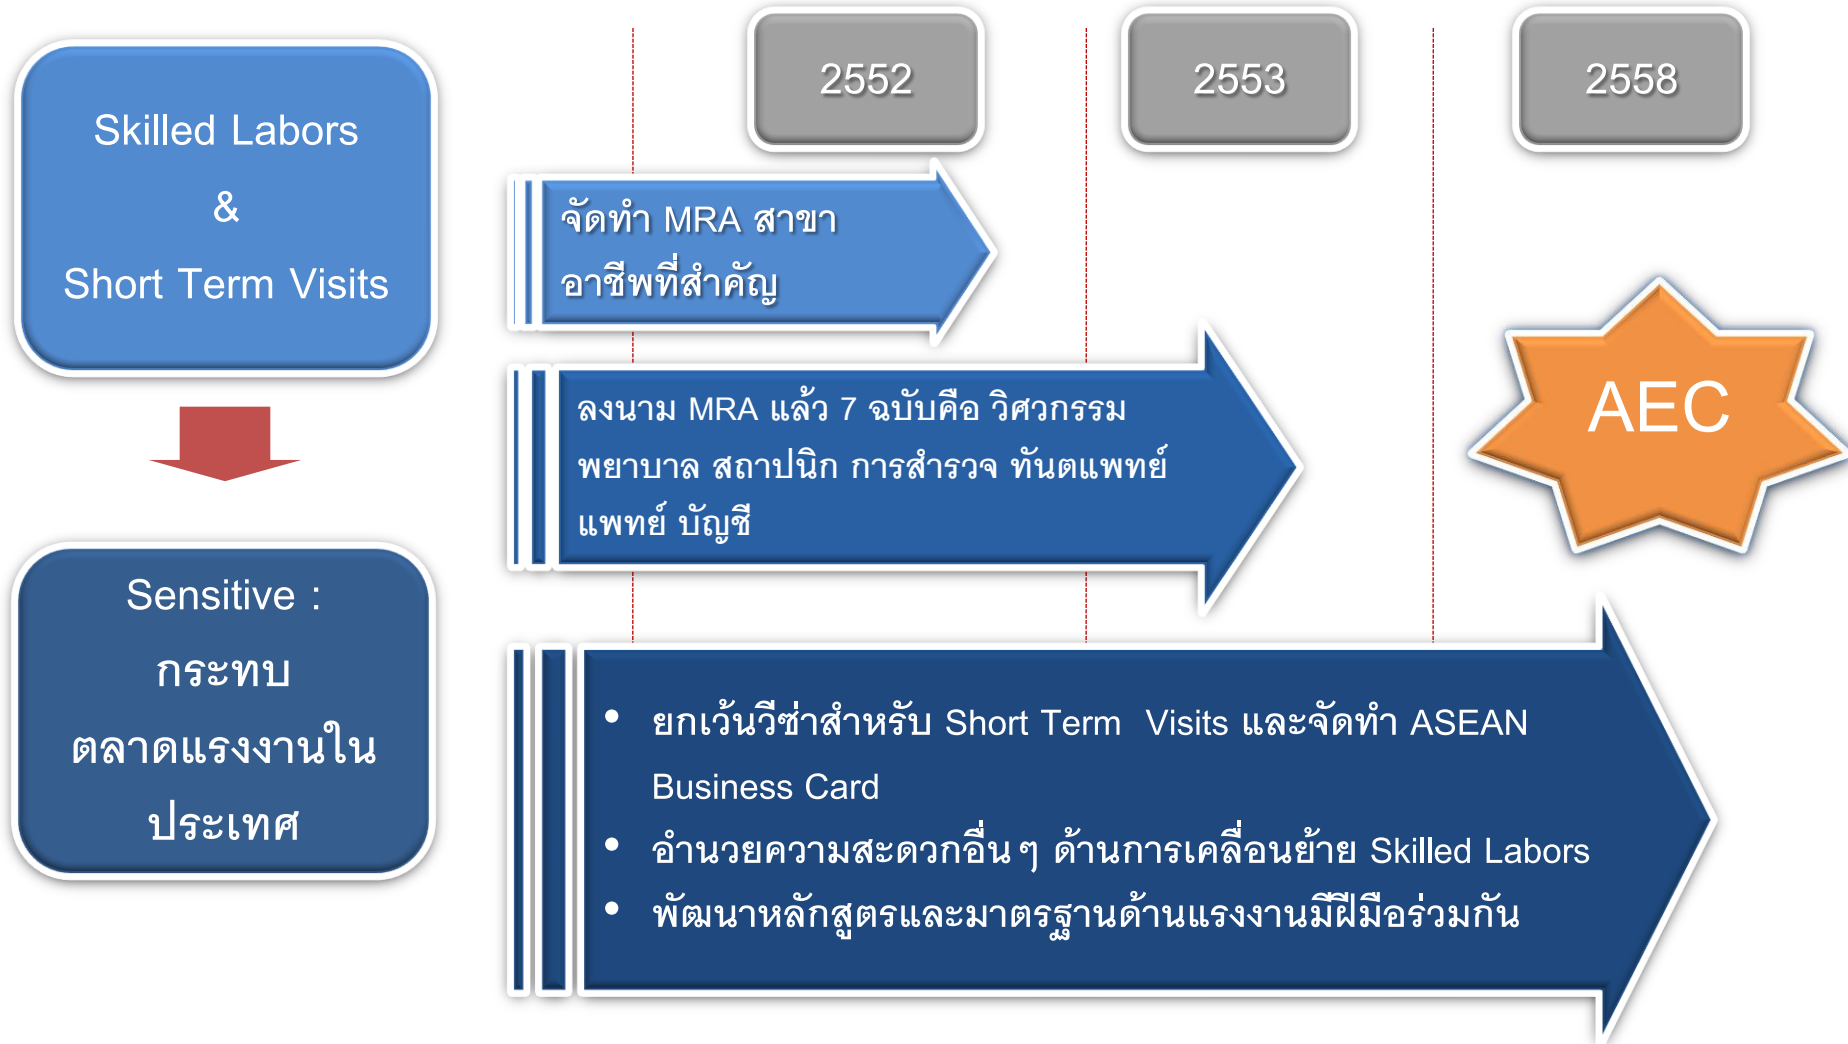 Skilled Labors
&
Short Term Visits
Sensitive :
กระทบ
ตลาดแรงงานใน
ประเทศ
2552
2553
2558
จัดทำ MRA สาขา
อาชีพที่สำคัญ
ลงนาม MRA แล้ว 7 ฉบับคือ วิศวกรรม
พยาบาล สถาปนิก การสำรวจ ทันตแพทย์
แพทย์ บัญชี
AEC
• ยกเว้นวีซ่าสำหรับ Short Term Visits และจัดทำ ASEAN
Business Card
• อำนวยความสะดวกอื่น ๆ ด้านการเคลื่อนย้าย Skilled Labors
• พัฒนาหลักสูตรและมาตรฐานด้านแรงงานมีฝีมือร่วมกัน